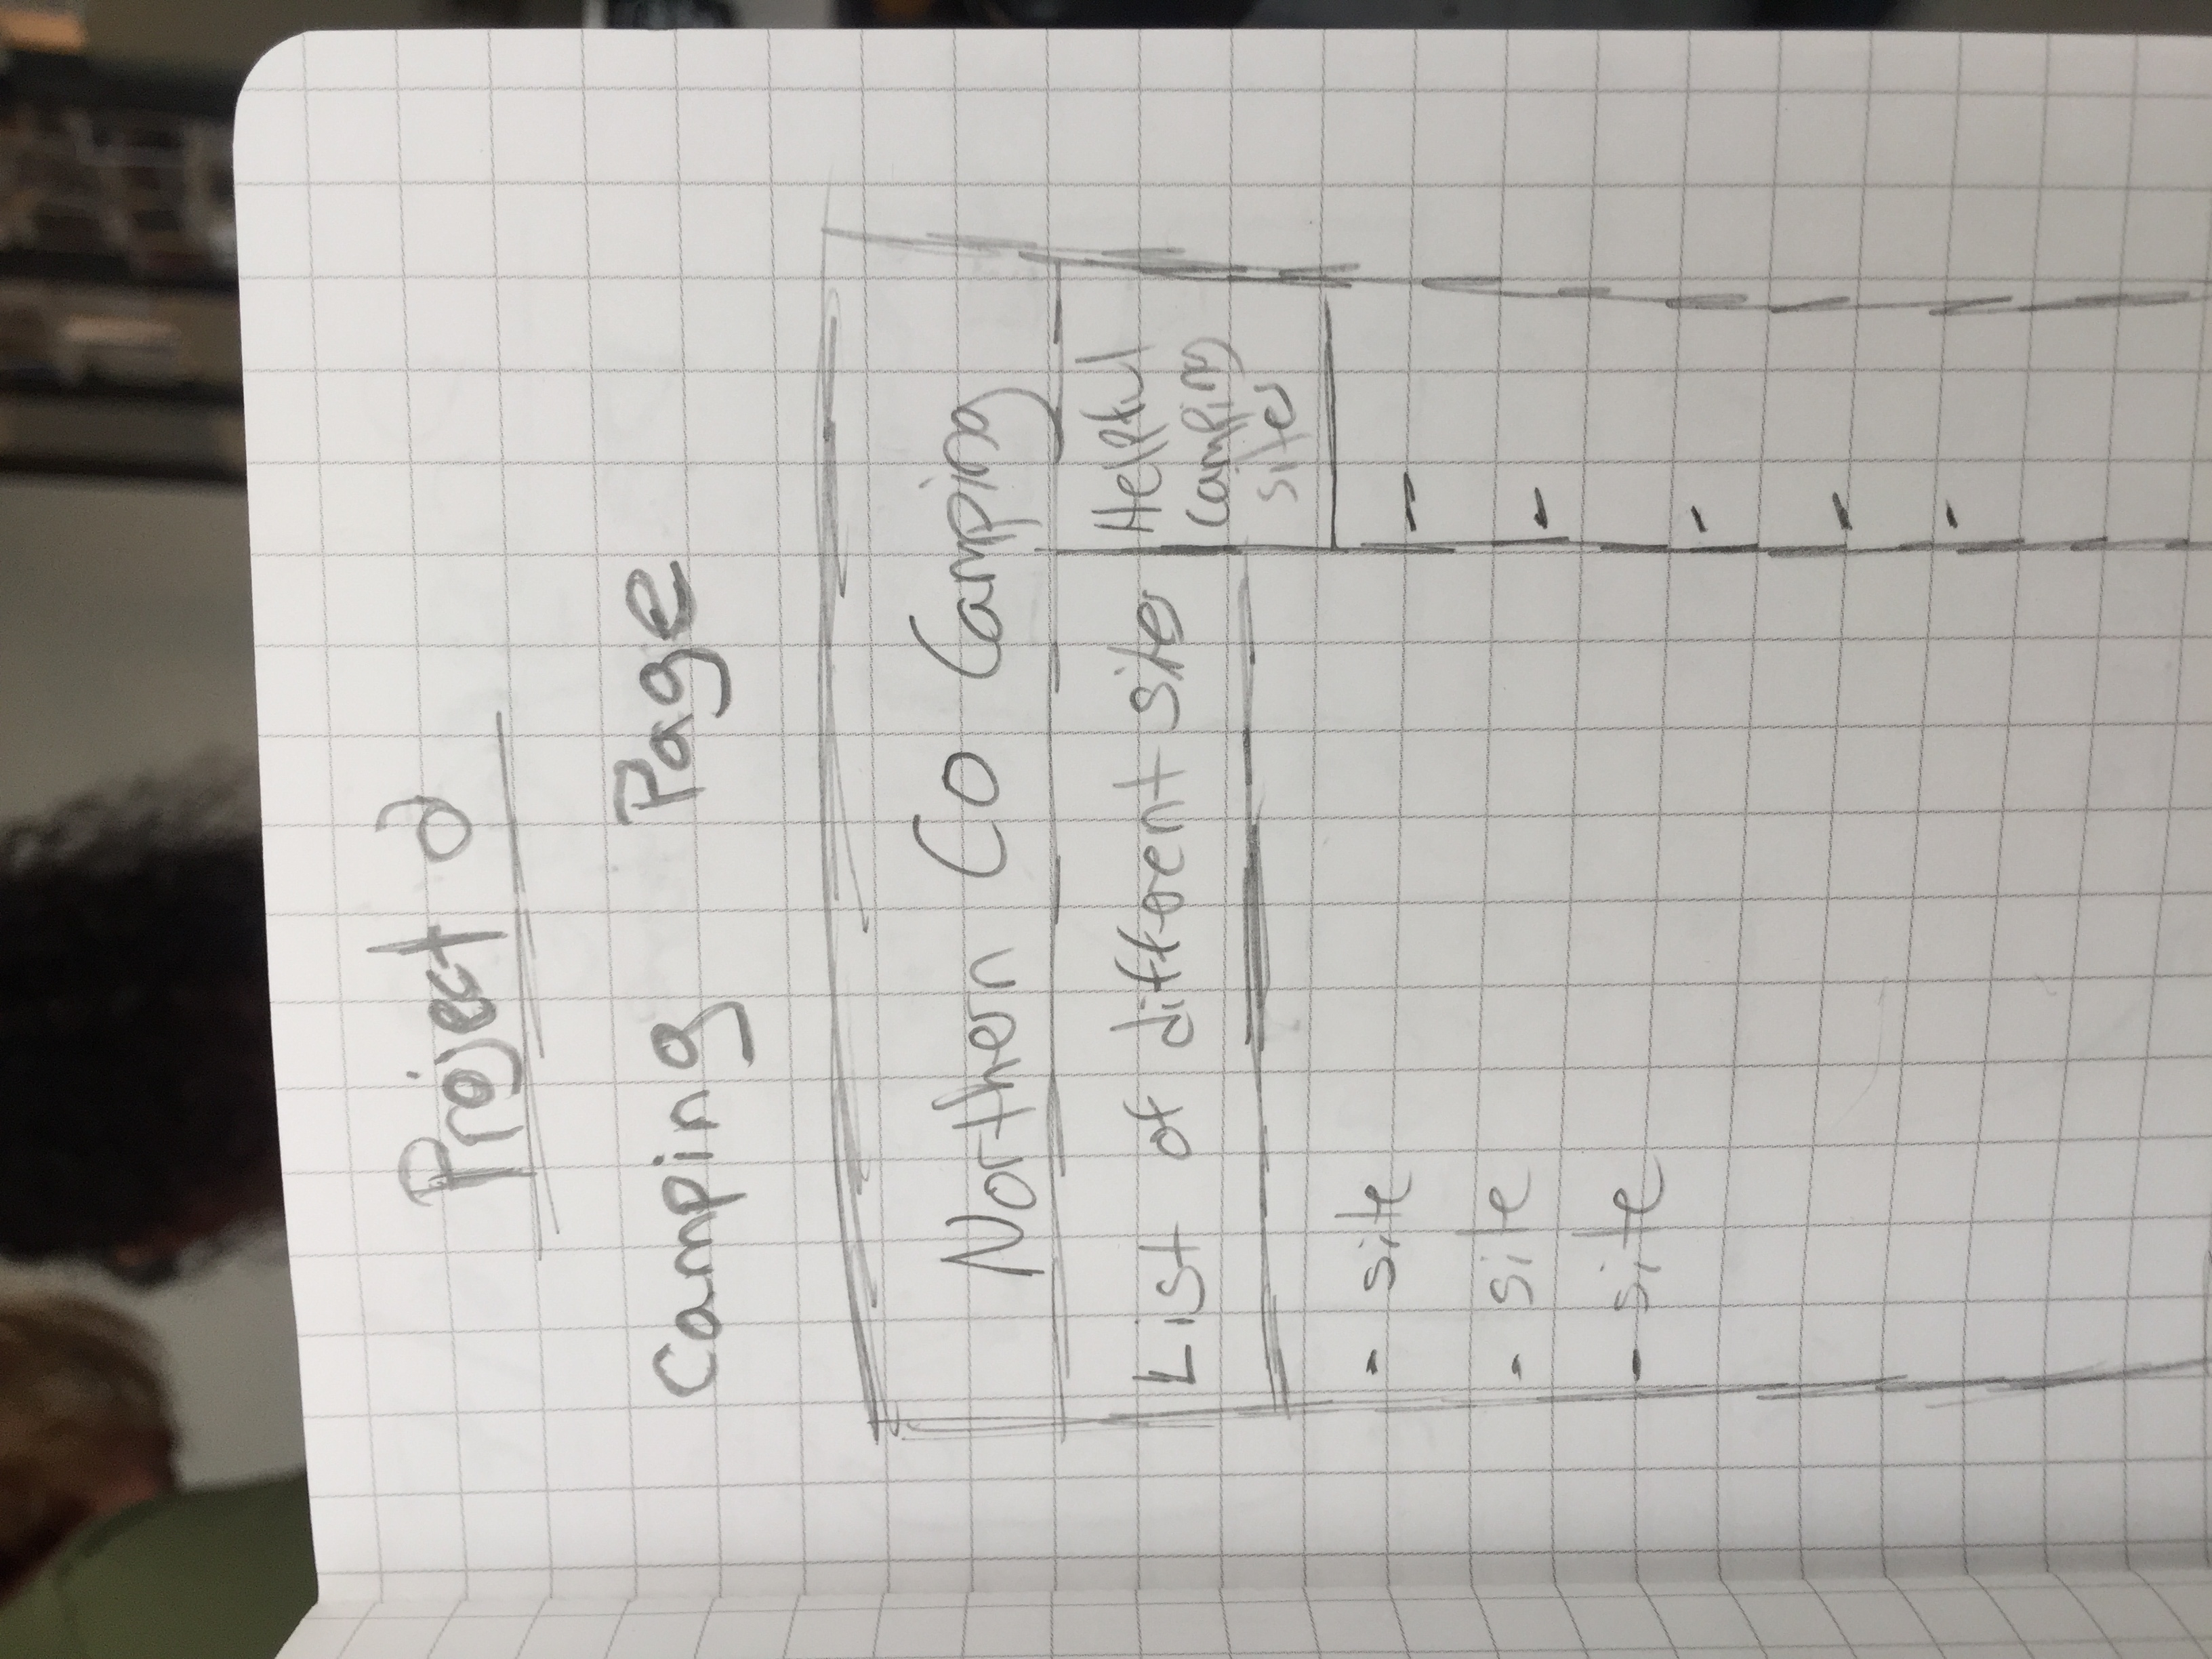 Project 2
Camping Page
Northern CO Camping
List of different sites
Helpful
camping
sites
- site
- site
- site
-
-
-
-
-